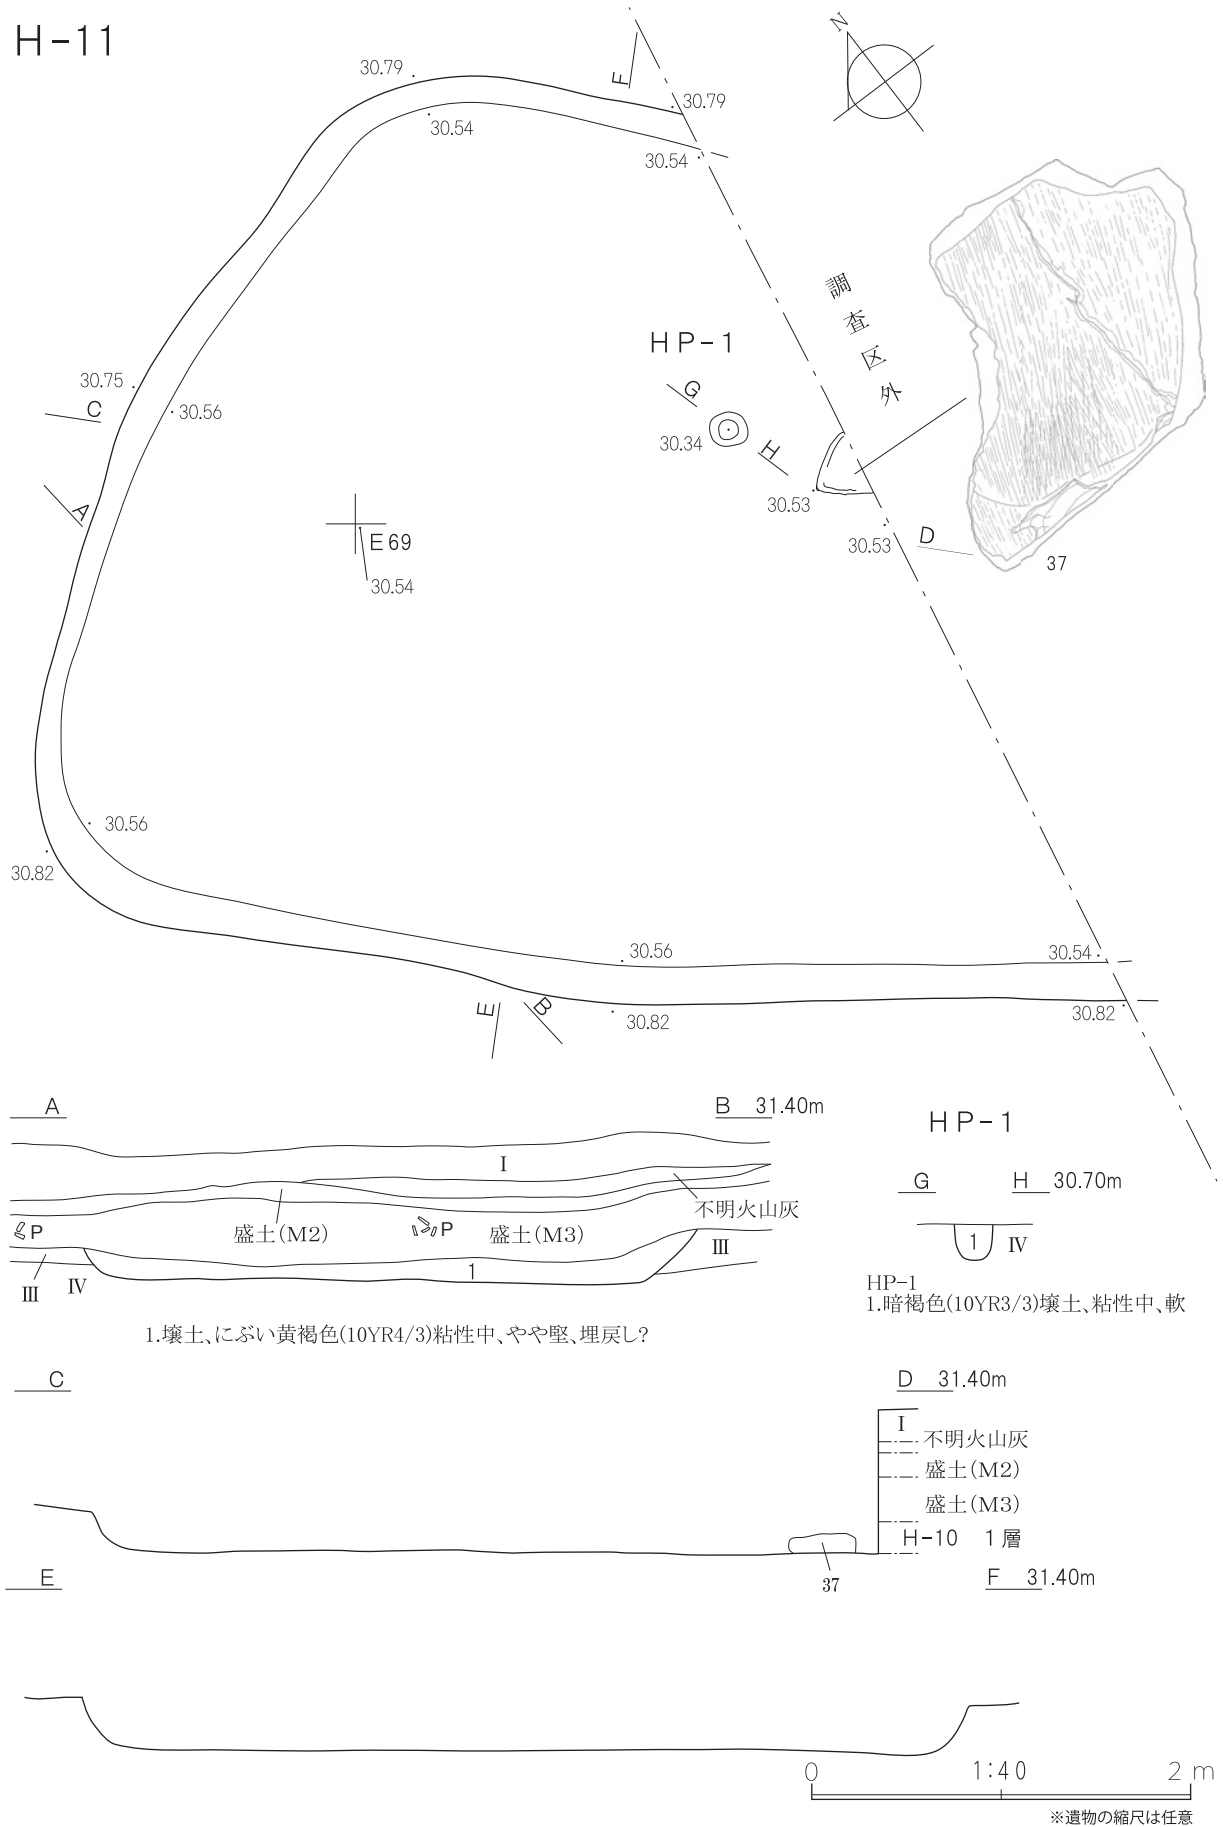 H-11
N
30.79
F
30.79
30.54
30.54
調査区外
HP-1
30.75
C
30.56
G
30.34
H
30.53
A
30.53
D
E69
37
30.54
30.56
30.82
30.56
30.54
E
B
30.82
30.82
A
B 31.40m
HP-1
I
G
H 30.70m
不明火山灰
P
盛土(M2)
P
盛土(M3)
III
1
IV
III
IV
1
HP-1
1.暗褐色(10YR3/3)壌土、粘性中、軟
1.壌土、にぶい黄褐色(10YR4/3)粘性中、やや堅、埋戻し?
C
D 31.40m
I
不明火山灰
盛土(M2)
盛土(M3)
H-10 1層
37
E
F 31.40m
0 1:40 2 m
※遺物の縮尺は任意